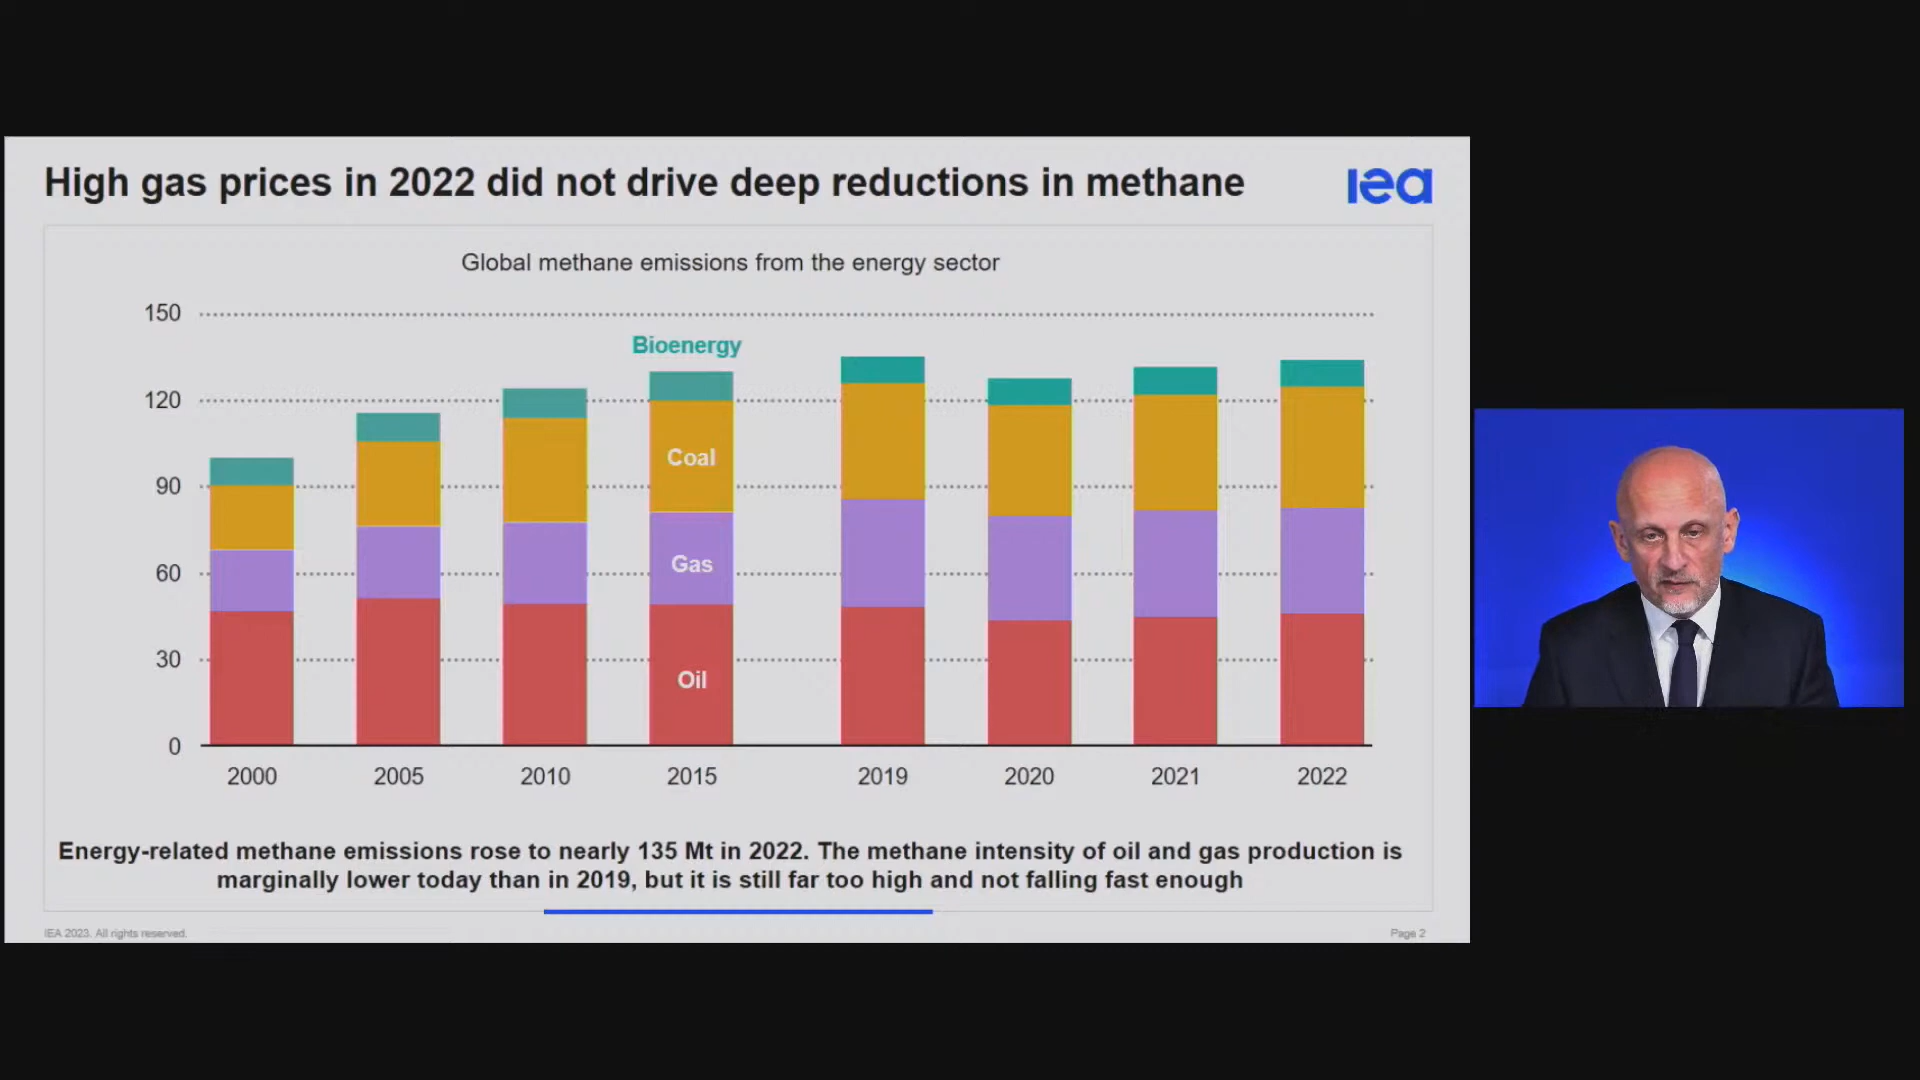 High gas prices in 2022 did not drive deep reductions in methane
iea
Global methane emissions from the energy sector
150
120
90
60
30
0
Bioenergy
Coal
Gas
Oil
2000 2005 2010 2015 2019 2020 2021 2022
Energy-related methane emissions rose to nearly 135 Mt in 2022. The methane intensity of oil and gas production is
marginally lower today than in 2019, but it is still far too high and not falling fast enough
IEA 2023. All rights reserved.
Page 2